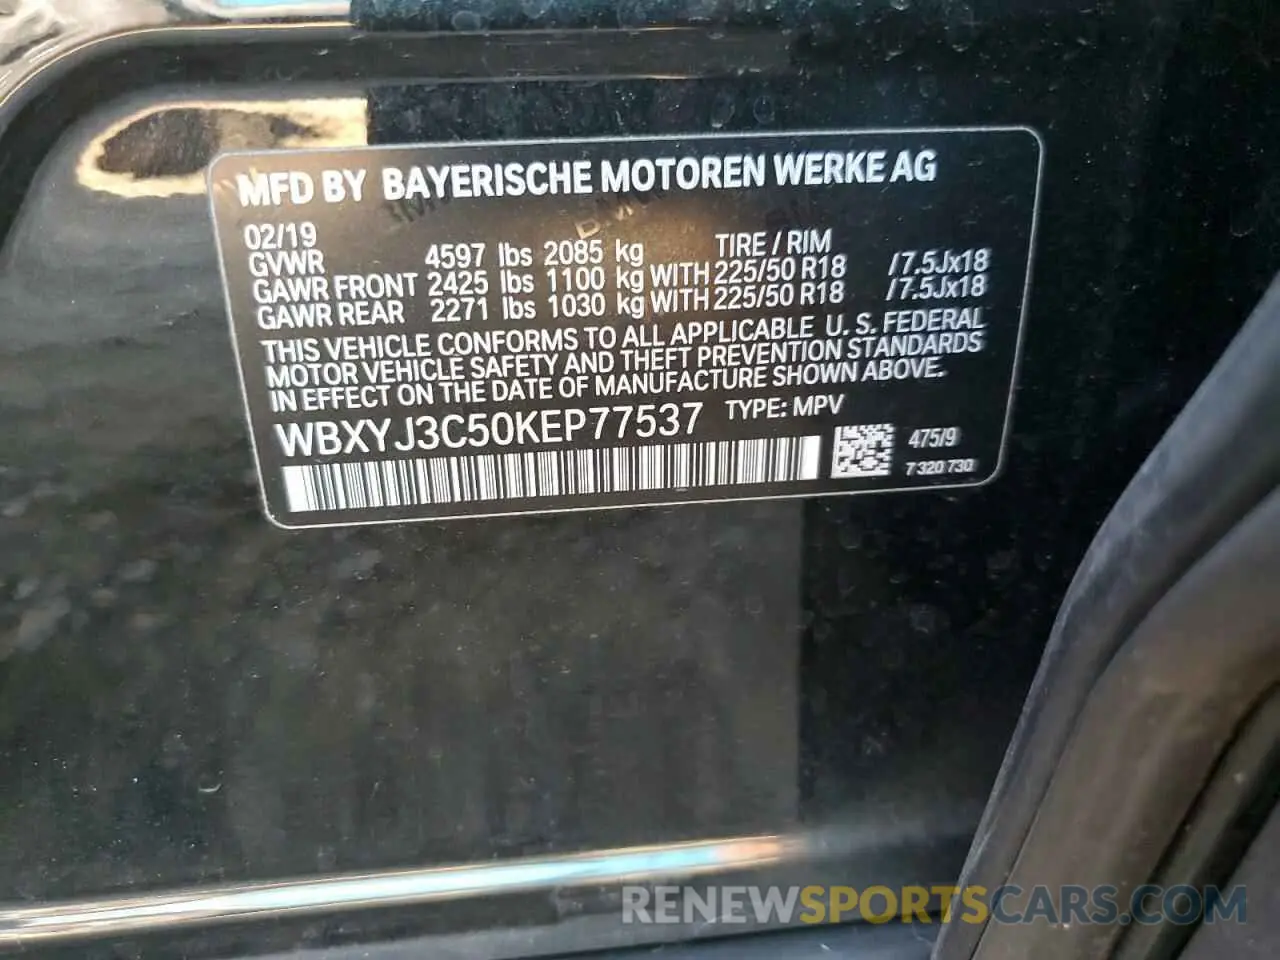 MFD BY BAYERISCHE MOTOREN WERKE AG
02/19 TIRE / RIM
GVWR 4597 lbs 2085 kg
GAWR FRONT 2425 lbs 1100 kg WITH 225/50 R18 /7.5Jx18
GAWR REAR 2271 lbs 1030 kg WITH 225/50 R18 /7.5Jx18
THIS VEHICLE CONFORMS TO ALL APPLICABLE U. S. FEDERAL
MOTOR VEHICLE SAFETY AND THEFT PREVENTION STANDARDS
IN EFFECT ON THE DATE OF MANUFACTURE SHOWN ABOVE.
WBXYJ3C50KEP77537 TYPE: MPV
475/9
7 320 730
RENEWSPORTSCARS.COM